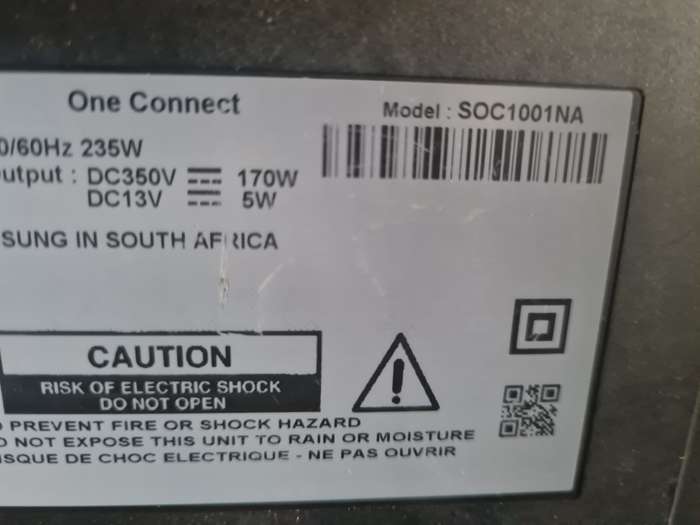 One Connect
Model : SOC1001NA
0/60Hz 235W
utput : DC350V 170W
DC13V 5W
SUNG IN SOUTH AFRICA
CAUTION
RISK OF ELECTRIC SHOCK
DO NOT OPEN
PREVENT FIRE OR SHOCK HAZARD
O NOT EXPOSE THIS UNIT TO RAIN OR MOISTURE
ISQUE DE CHOC ELECTRIQUE - NE PAS OUVRIR